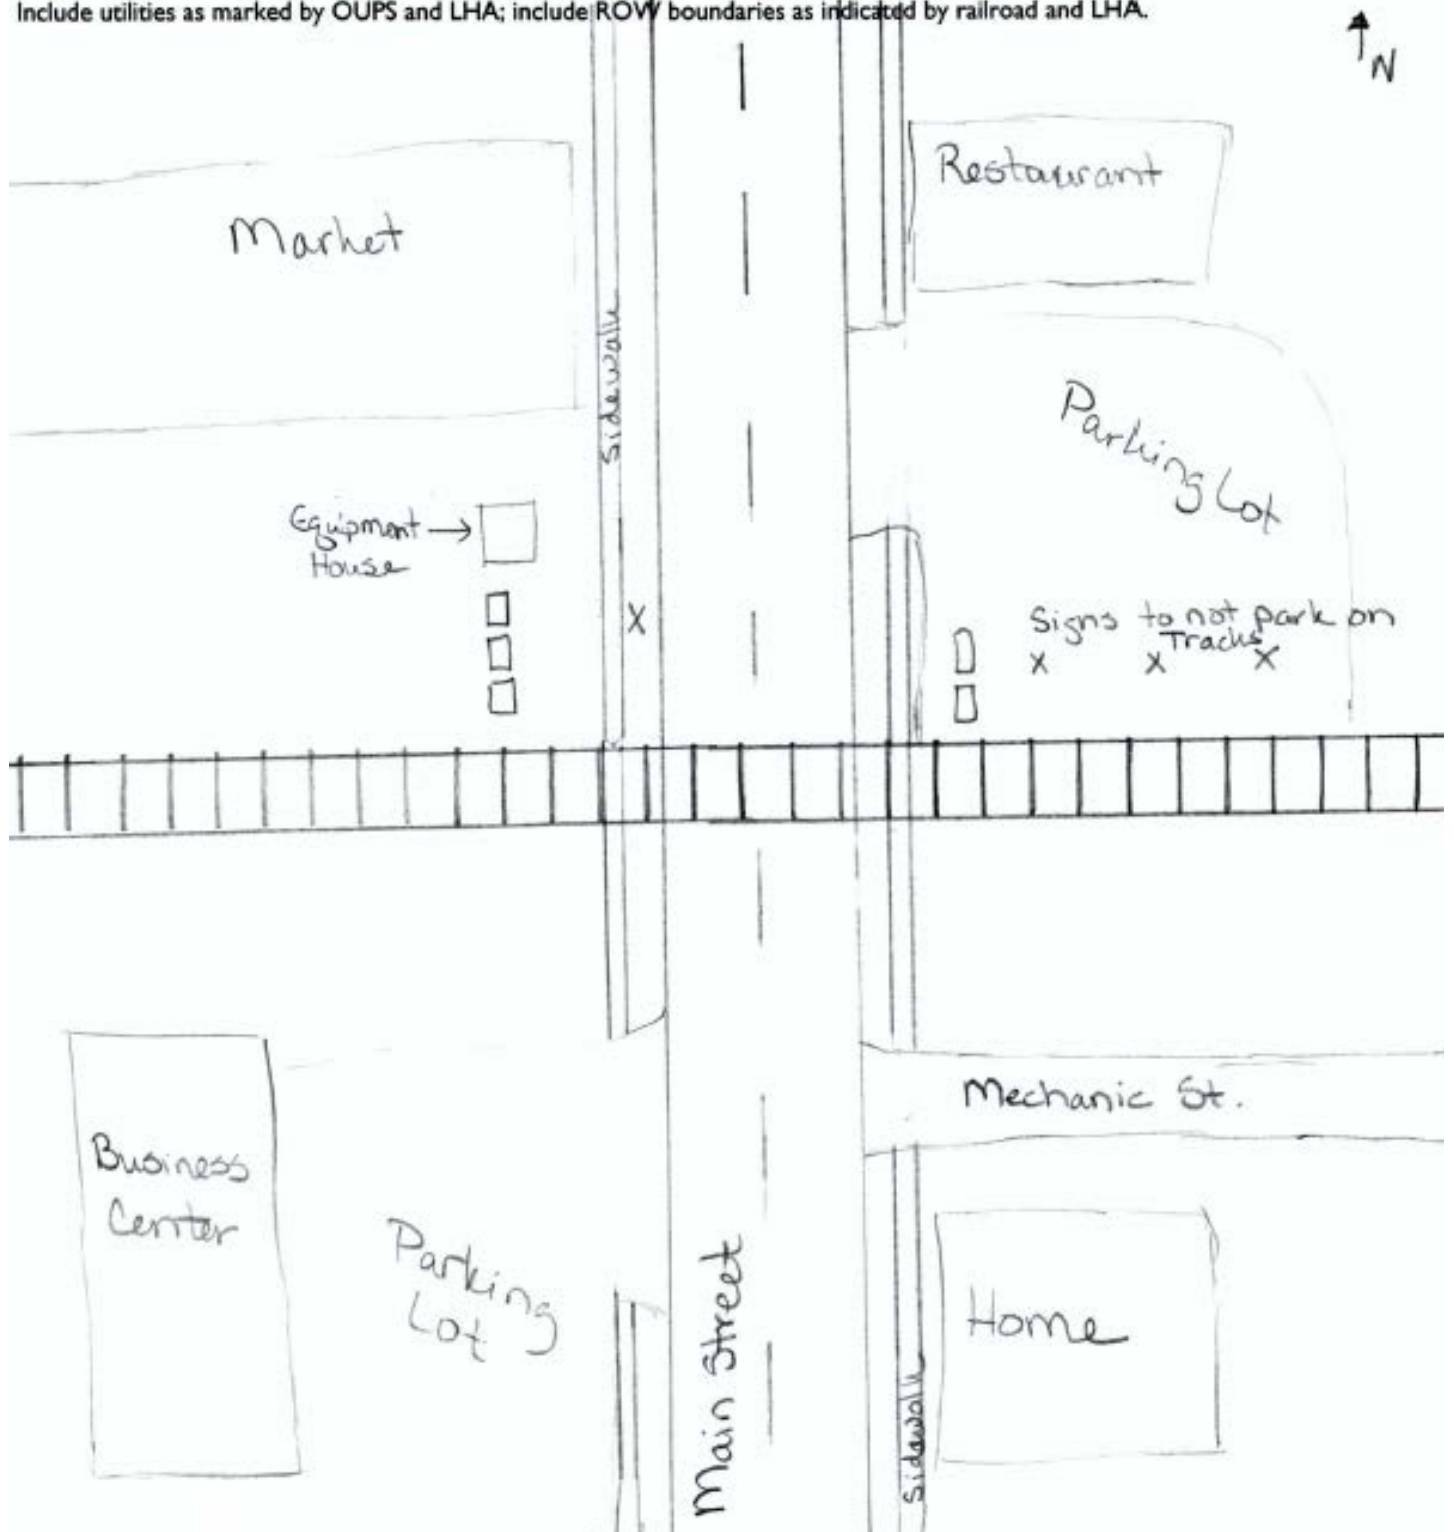 Include utilities as marked by OUPS and LHA; include ROW boundaries as indicated by railroad and LHA.
N
Restaurant
Market
Sidewalk
Parking Lot
Equipment →
House
X
Signs to not park on
Tracks
X X X
Mechanic St.
Business
Center
Parking
Lot
Main Street
Home
Sidewalk